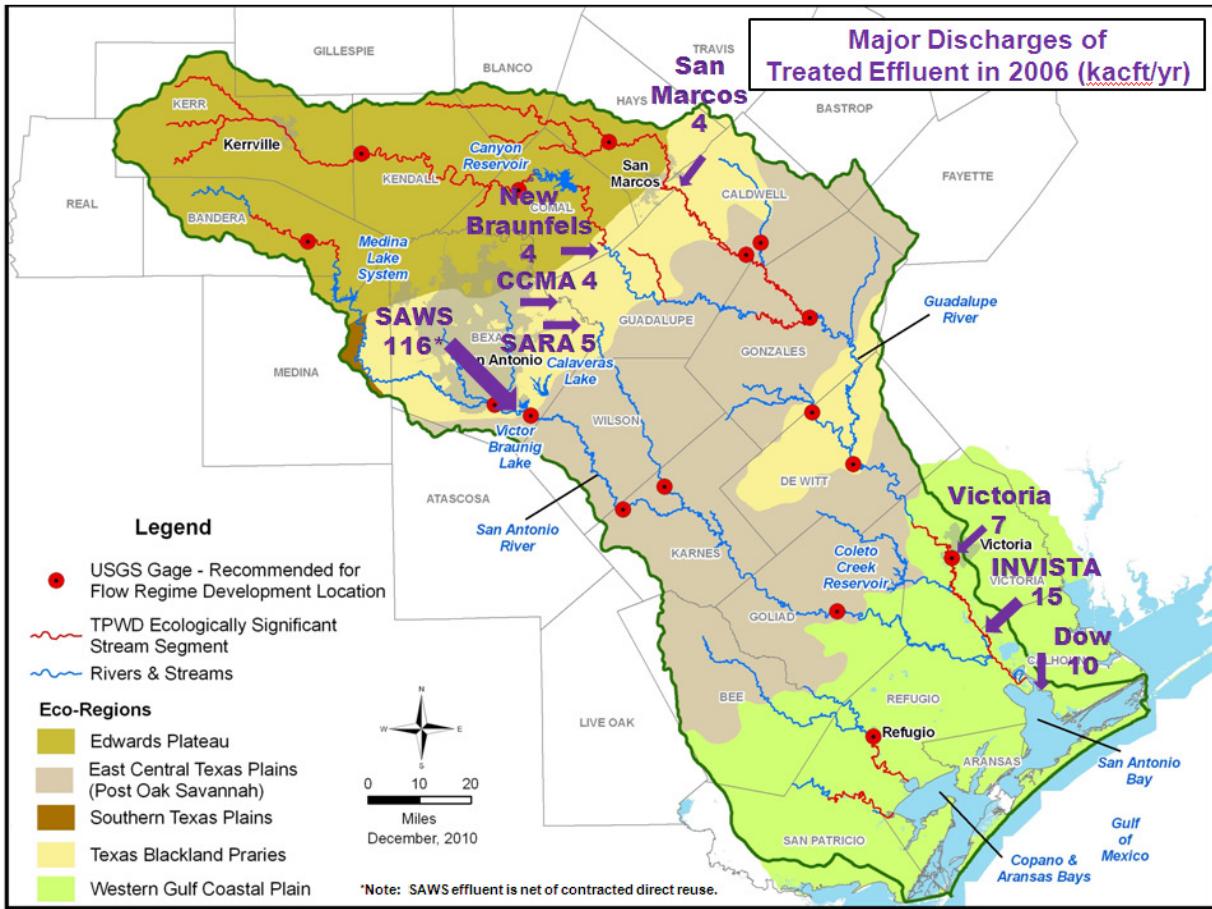 Major Discharges of
Treated Effluent in 2006 (kacft/yr)
GILLESPIE
BLANCO
TRAVIS
HAYS
BASTROP
San
Marcos
4
KERR
Kerrville
KENDALL
Canyon
Reservoir
San
Marcos
CALDWELL
FAYETTE
REAL
BANDERA
COMAL
New
Braunfels
4
Medina
Lake
System
CCMA 4
GUADALUPE
Guadalupe
River
SAWS
116*
BEXA
SARA 5
n Antonio
Calaveras
Lake
GONZALES
MEDINA
WILSON
Victor
Braunig
Lake
ATASCOSA
DE WITT
San Antonio
River
KARNES
Coleto
Creek
Reservoir
Victoria
7
Victoria
VICTORIA
INVISTA
15
GOLIAD
Dow
10
CALHOUN
BEE
REFUGIO
LIVE OAK
Refugio
ARANSAS
San Antonio
Bay
SAN PATRICIO
Gulf
of
Mexico
Copano &
Aransas Bays
Legend
USGS Gage - Recommended for
Flow Regime Development Location
TPWD Ecologically Significant
Stream Segment
Rivers & Streams
Eco-Regions
Edwards Plateau
East Central Texas Plains
(Post Oak Savannah)
Southern Texas Plains
Texas Blackland Praries
Western Gulf Coastal Plain
N
W
E
S
0 10 20
Miles
December, 2010
*Note: SAWS effluent is net of contracted direct reuse.